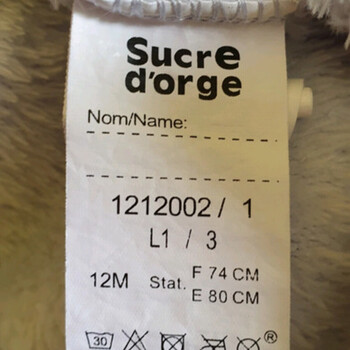 Sucre
d'orge
Nom/Name:
1212002 / 1
L1 / 3
12M Stat. F 74 CM
E 80 CM
30 ®